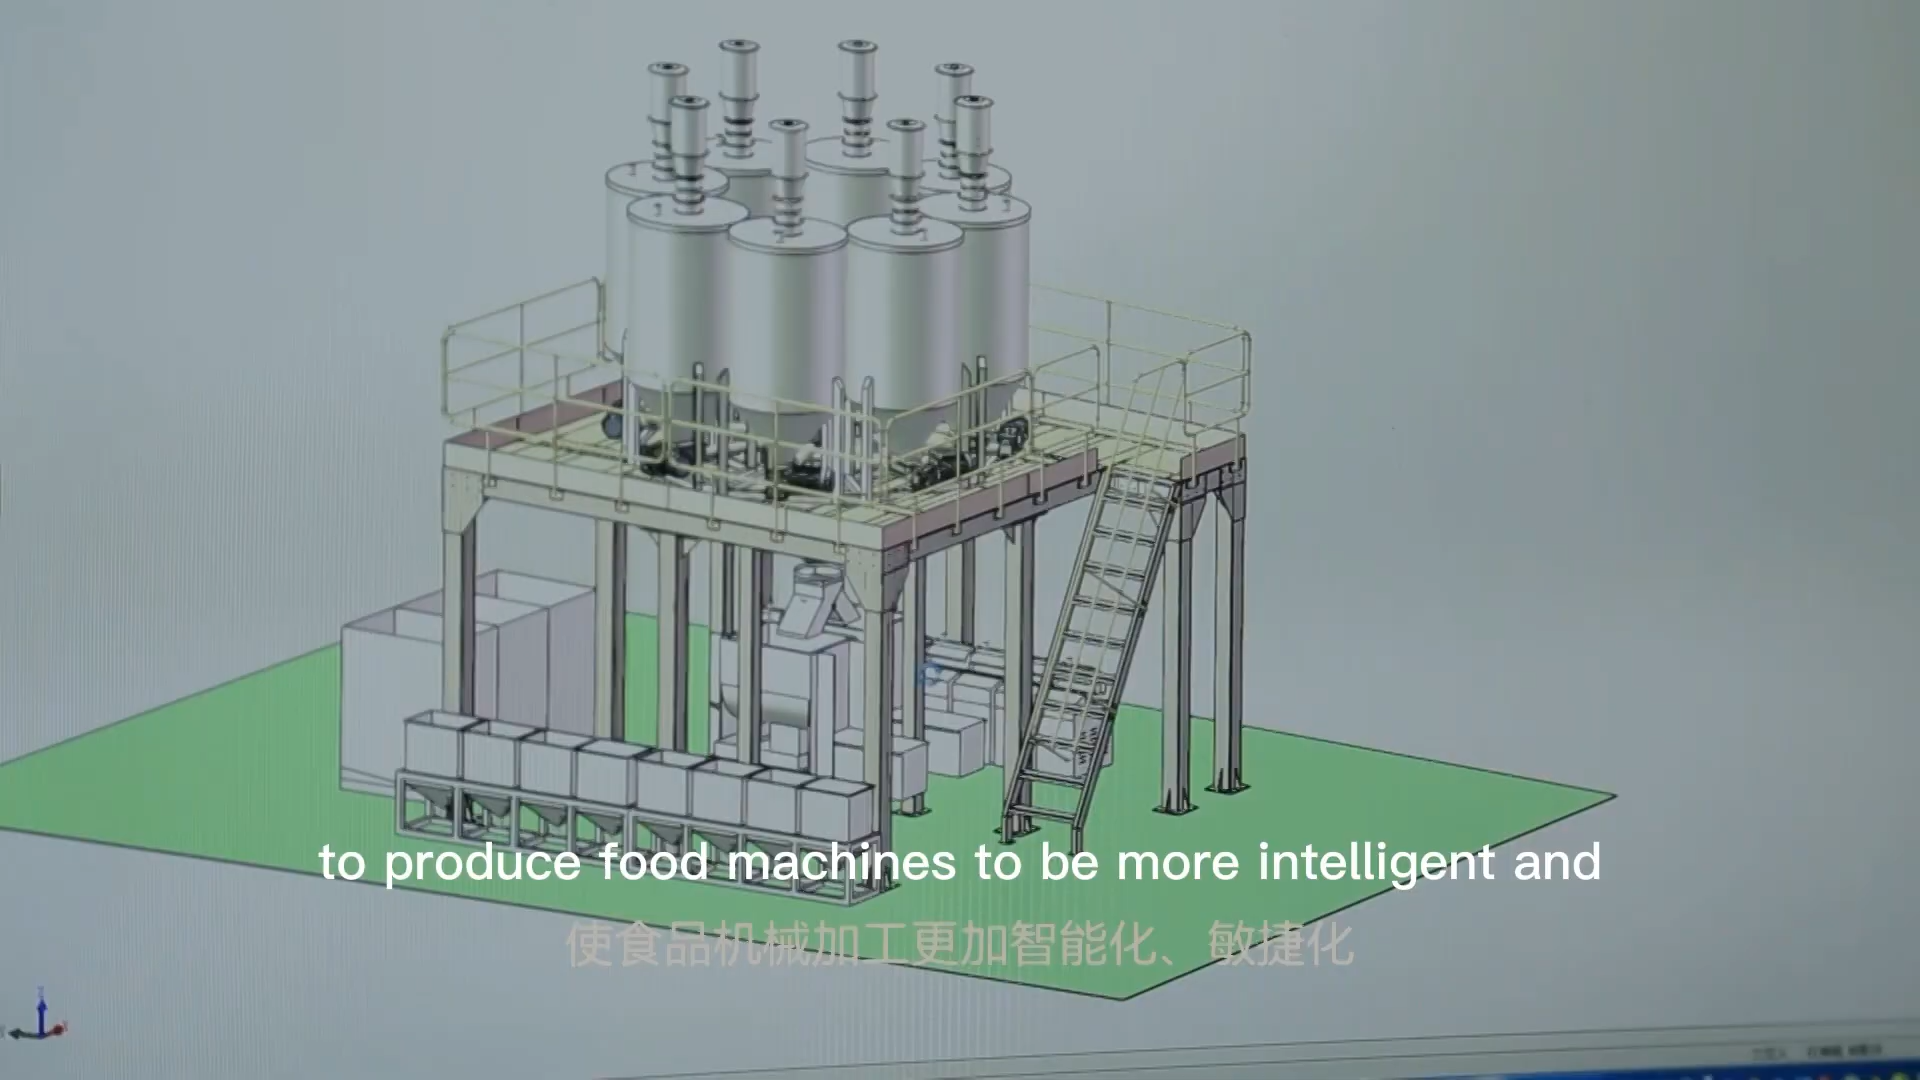 to produce food machines to be more intelligent and
使食品机械加工更加智能化、敏捷化